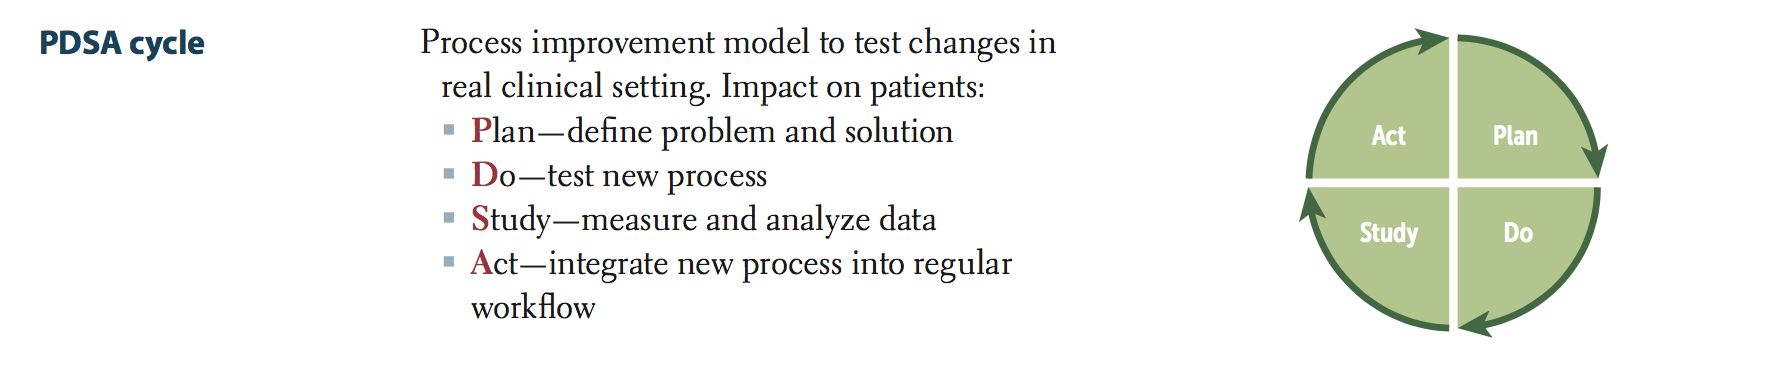 PDSA cycle
Process improvement model to test changes in
real clinical setting. Impact on patients:
▪ Plan—define problem and solution
▪ Do—test new process
▪ Study—measure and analyze data
▪ Act—integrate new process into regular
workflow
Act
Plan
Study
Do